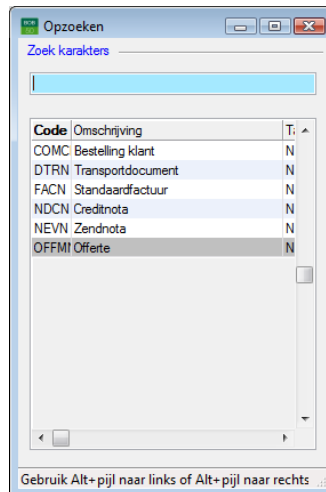 Opzoeken
Zoek karakters
Code Omschrijving
COMC Bestelling klant N
DTRN Transportdocument N
FACN Standaardfactuur N
NDCN Creditnota N
NEVN Zendnota N
Offerte N
Gebruik Alt+pijl naar links of Alt+pijl naar rechts